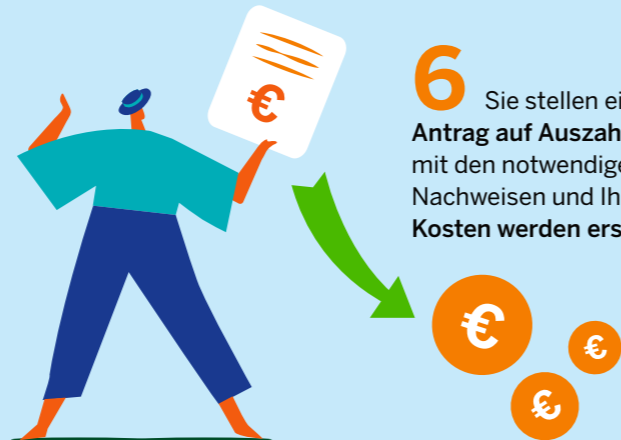 €
6 Sie stellen ei
Antrag auf Auszah
mit den notwendige
Nachweisen und Ih
Kosten werden ers
€
€
€